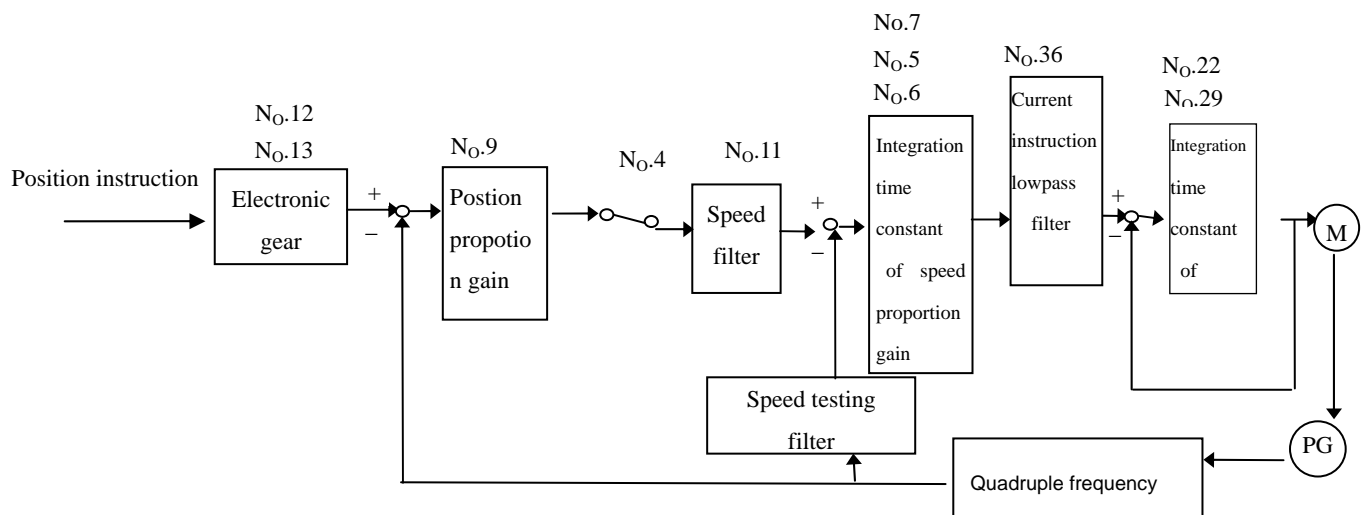 No.7
No.5
No.6
No.36
No.22
No.29
No.12
No.13
No.9
No.4
No.11
Position instruction
Electronic
gear
+
−
Postion
propotio
n gain
Speed
filter
+
−
Integration
time
constant
of speed
proportion
gain
Current
instruction
lowpass
filter
+
−
Integration
time
constant
of
M
Speed testing
filter
PG
Quadruple frequency